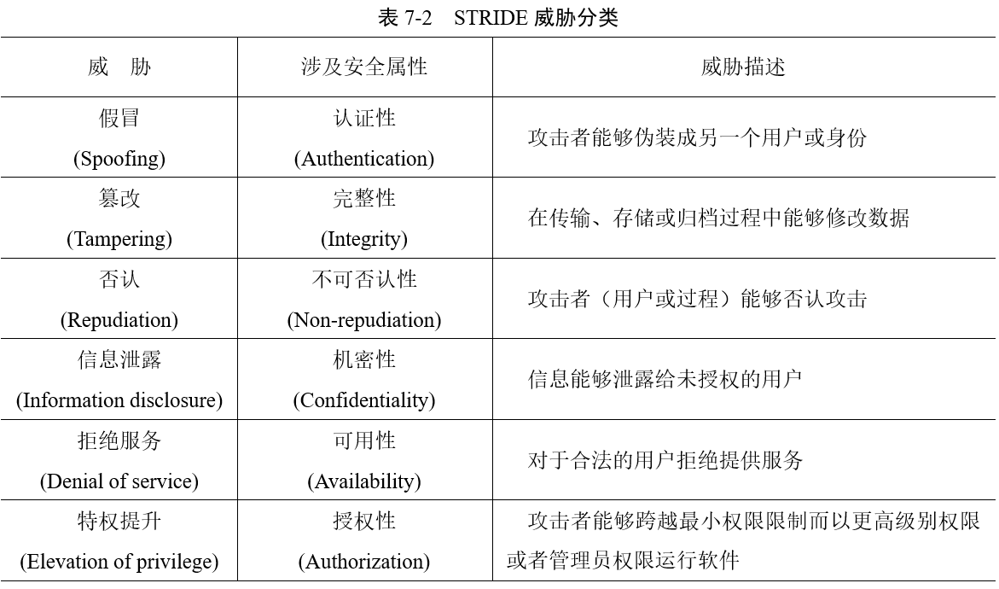 表 7-2 STRIDE 威胁分类
威 胁
涉及安全属性
威胁描述
假冒
(Spoofing)
认证性
(Authentication)
攻击者能够伪装成另一个用户或身份
篡改
(Tampering)
完整性
(Integrity)
在传输、存储或归档过程中能够修改数据
否认
(Repudiation)
不可否认性
(Non-repudiation)
攻击者（用户或过程）能够否认攻击
信息泄露
(Information disclosure)
机密性
(Confidentiality)
信息能够泄露给未授权的用户
拒绝服务
(Denial of service)
可用性
(Availability)
对于合法的用户拒绝提供服务
特权提升
(Elevation of privilege)
授权性
(Authorization)
攻击者能够跨越最小权限限制而以更高级别权限
或者管理员权限运行软件